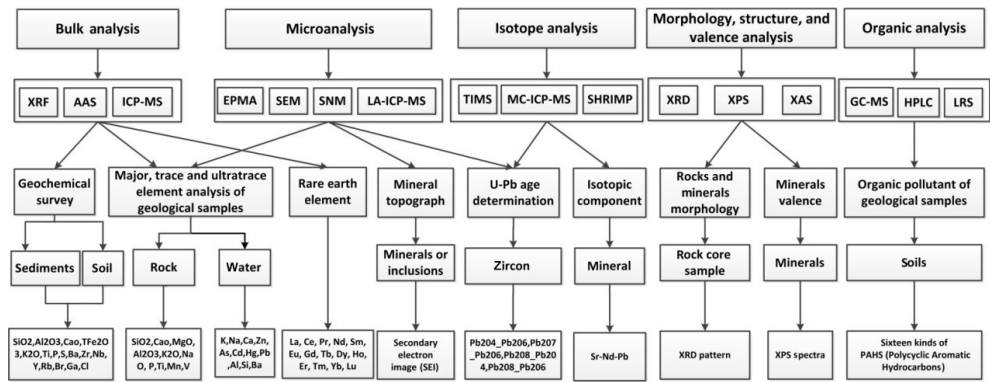 Bulk analysis
Microanalysis
Isotope analysis
Morphology, structure, and
valence analysis
Organic analysis
XRF
AAS
ICP-MS
EPMA
SEM
SNM
LA-ICP-MS
TIMS
MC-ICP-MS
SHRIMP
XRD
XPS
XAS
GC-MS
HPLC
LRS
Geochemical
survey
Major, trace and ultratrace
element analysis of
geological samples
Rare earth
element
Mineral
topograph
U-Pb age
determination
Isotopic
component
Rocks and
minerals
morphology
Minerals
valence
Organic pollutant of
geological samples
Sediments
Soil
Rock
Water
Minerals or
inclusions
Zircon
Mineral
Rock core
sample
Minerals
Soils
SiO2,Al2O3,Cao,TFe2O
3,K2O,Ti,P,S,Ba,Zr,Nb,
Y,Rb,Br,Ga,Cl
SiO2,Cao,MgO,
Al2O3,K2O,Na
O, P,Ti,Mn,V
K,Na,Ca,Zn,
As,Cd,Hg,Pb
,Al,Si,Ba
La, Ce, Pr, Nd, Sm,
Eu, Gd, Tb, Dy, Ho,
Er, Tm, Yb, Lu
Secondary
electron
image (SEI)
Pb204_Pb206,Pb207
_Pb206,Pb208_Pb20
4,Pb208_Pb206
Sr-Nd-Pb
XRD pattern
XPS spectra
Sixteen kinds of
PAHS (Polycyclic Aromatic
Hydrocarbons)